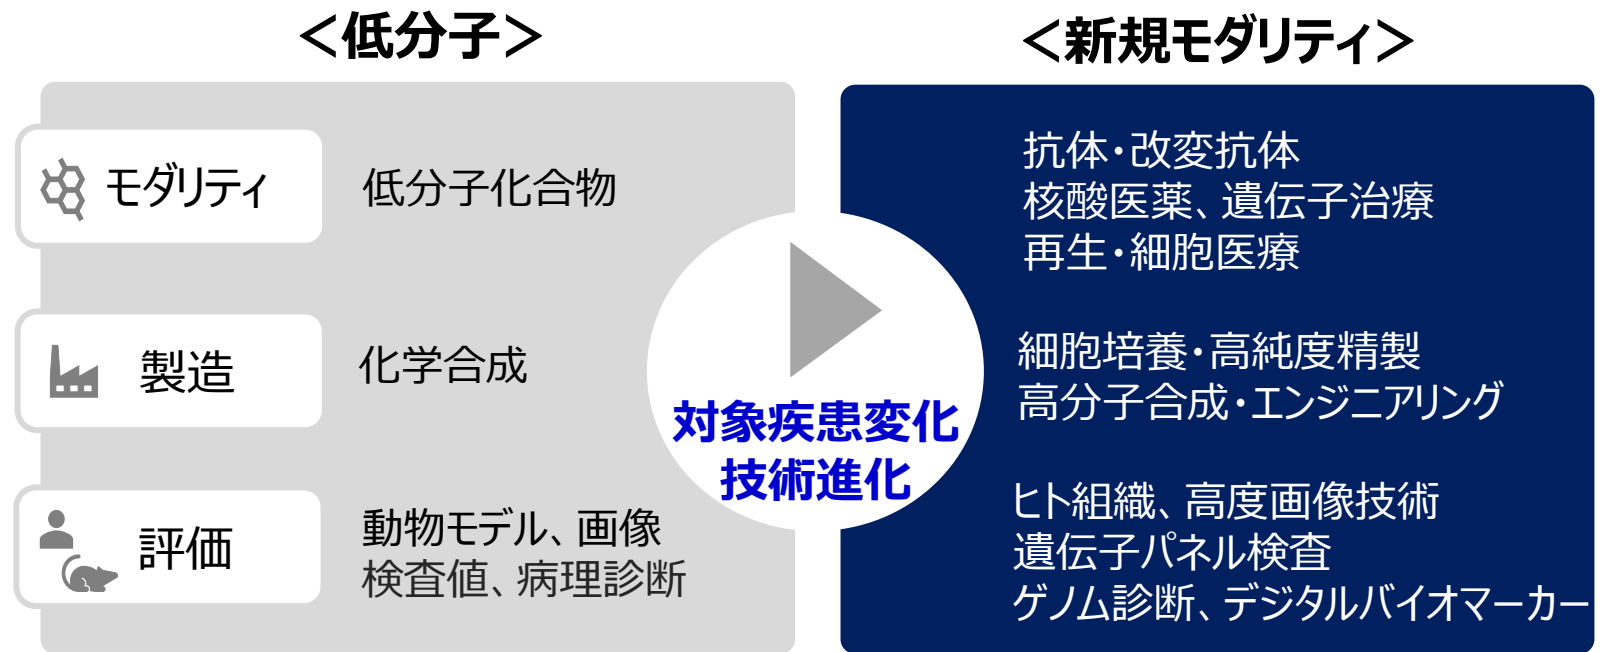 ＜低分子＞
＜新規モダリティ＞
モダリティ
低分子化合物
抗体・改変抗体
核酸医薬、遺伝子治療
再生・細胞医療
製造
化学合成
対象疾患変化
技術進化
細胞培養・高純度精製
高分子合成・エンジニアリング
評価
動物モデル、画像
検査値、病理診断
ヒト組織、高度画像技術
遺伝子パネル検査
ゲノム診断、デジタルバイオマーカー